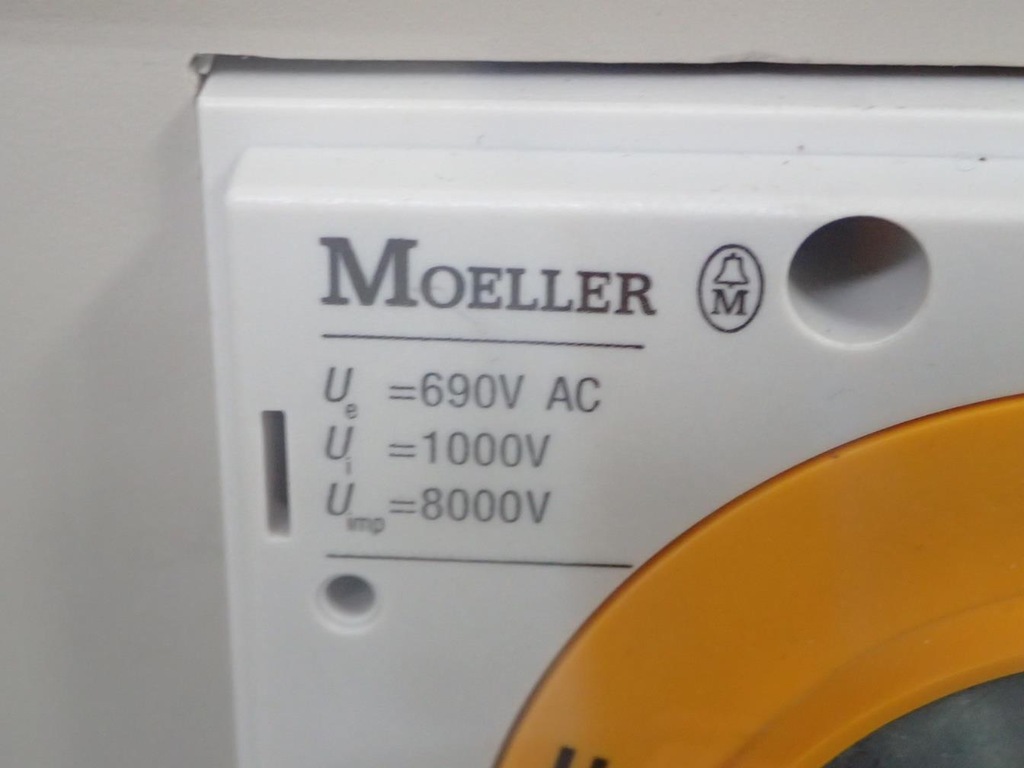 MOELLER
M
Ue =690V AC
Ui =1000V
Uimp=8000V